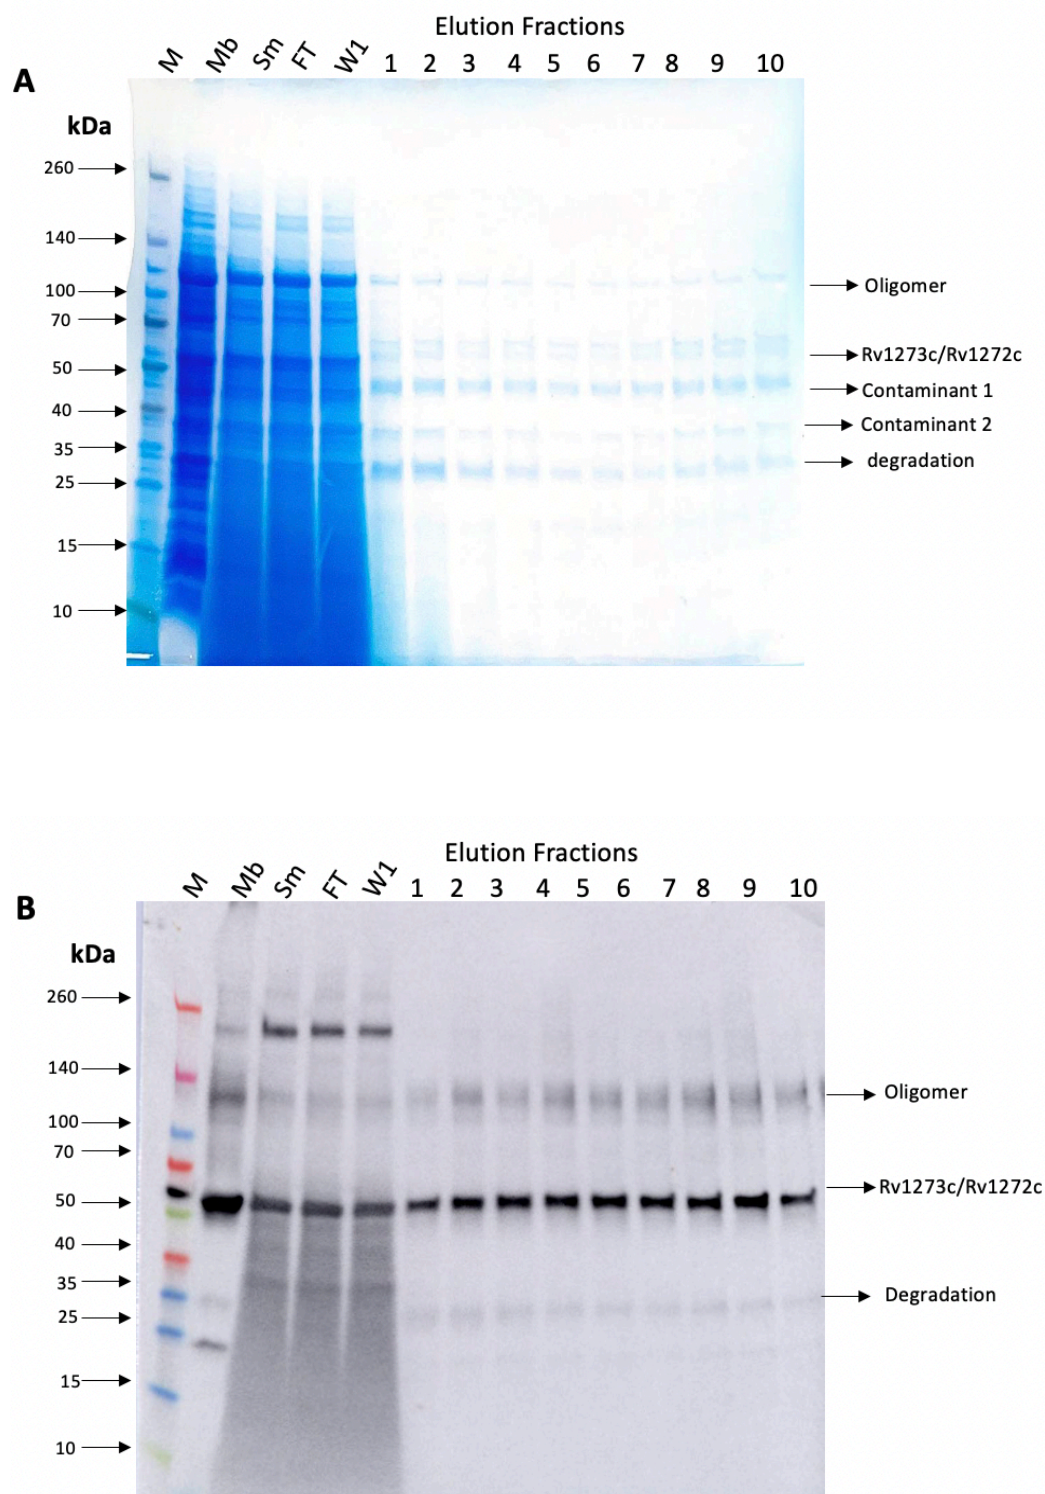 Elution Fractions
M Mb Sm FT W1 1 2 3 4 5 6 7 8 9 10
A
kDa
260
140
100
70
50
40
35
25
15
10
Oligomer
Rv1273c/Rv1272c
Contaminant 1
Contaminant 2
degradation
Elution Fractions
M Mb Sm FT W1 1 2 3 4 5 6 7 8 9 10
B
kDa
260
140
100
70
50
40
35
25
15
10
Oligomer
Rv1273c/Rv1272c
Degradation